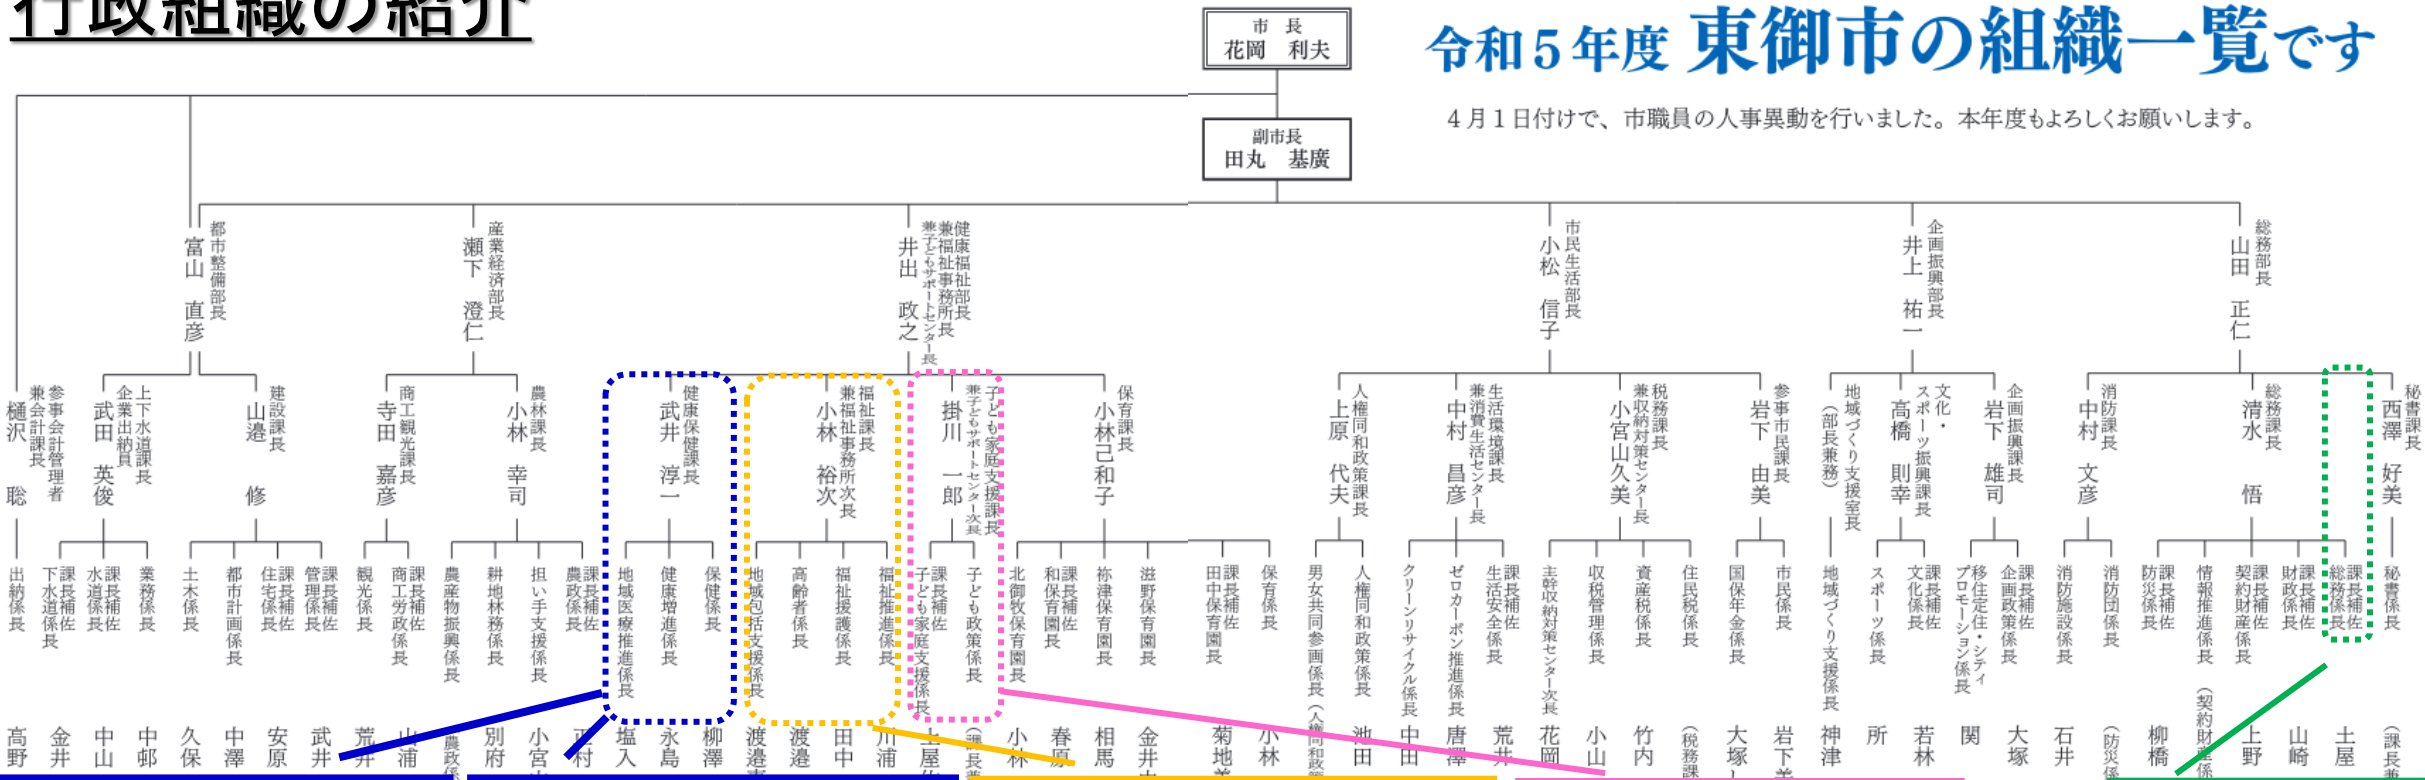 行政組織の紹介
令和５年度 東御市の組織一覧です
４月１日付けで、市職員の人事異動を行いました。本年度もよろしくお願いします。
市　長
花岡　利夫
副市長
田丸　基廣
総務部長
山田　正仁
企画振興部長
井上　祐一
市民生活部長
小松　信子
健康福祉部長
兼福祉事務所長
兼子どもサポートセンター長
井出　政之
産業経済部長
瀬下　澄仁
都市整備部長
富山　直彦
秘書課長
西澤　好美
総務課長
清水　悟
消防課長
中村　文彦
企画振興課長
岩下　雄司
文化・
スポーツ振興課長
高橋　則幸
地域づくり支援室長
（部長兼務）
参事市民課長
岩下　由美
税務課長
兼収納対策センター長
小宮山久美
生活環境課長
兼消費生活センター長
中村　昌彦
人権同和政策課長
上原　代夫
保育課長
小林己和子
子ども家庭支援課長
兼子どもサポートセンター次長
掛川　一郎
福祉課長
兼福祉事務所次長
小林　裕次
健康保健課長
武井　淳一
農林課長
小林　幸司
商工観光課長
寺田　嘉彦
建設課長
山邉　修
上下水道課長
企業出納員
武田　英俊
参事会計管理者
兼会計課長
樋沢　聡
秘書係長
（課長兼
課長補佐
総務係長
土屋
課長補佐
財政係長
山崎
課長補佐
契約財産係長
上野
情報推進係長
（契約財産係
課長補佐
防災係長
柳橋
消防団係長
（防災係
消防施設係長
石井
課長補佐
企画政策係長
大塚
移住定住・シティ
プロモーション係長
関
課長補佐
文化係長
若林
スポーツ係長
所
地域づくり支援係長
神津
市民係長
岩下美
国保年金係長
大塚
住民税係長
（税務課
資産税係長
竹内
収税管理係長
小山
主幹収納対策センター次長
花岡
課長補佐
生活安全係長
荒井
ゼロカーボン推進係長
唐澤
クリーンリサイクル係長
中田
人権同和政策係長
池田
男女共同参画係長
（人権同和政策
保育係長
小林
課長補佐
田中保育園長
菊地美
滋野保育園長
金井
祢津保育園長
相馬
課長補佐
和保育園長
春原
北御牧保育園長
小林
子ども政策係長
（課長兼
課長補佐
子ども家庭支援係長
土屋
福祉推進係長
川浦
福祉援護係長
田中
高齢者係長
渡邉
地域包括支援係長
渡邉
保健係長
柳澤
健康増進係長
永島
地域医療推進係長
塩入
課長補佐
農政係長
正村
担い手支援係長
小宮山
耕地林務係長
別府
農産物振興係長
（農政係
課長補佐
商工労政係長
山浦
観光係長
荒井
課長補佐
管理係長
武井
課長補佐
住宅係長
安原
都市計画係長
中澤
土木係長
久保
業務係長
中邨
課長補佐
水道係長
中山
課長補佐
下水道係長
金井
出納係長
高野